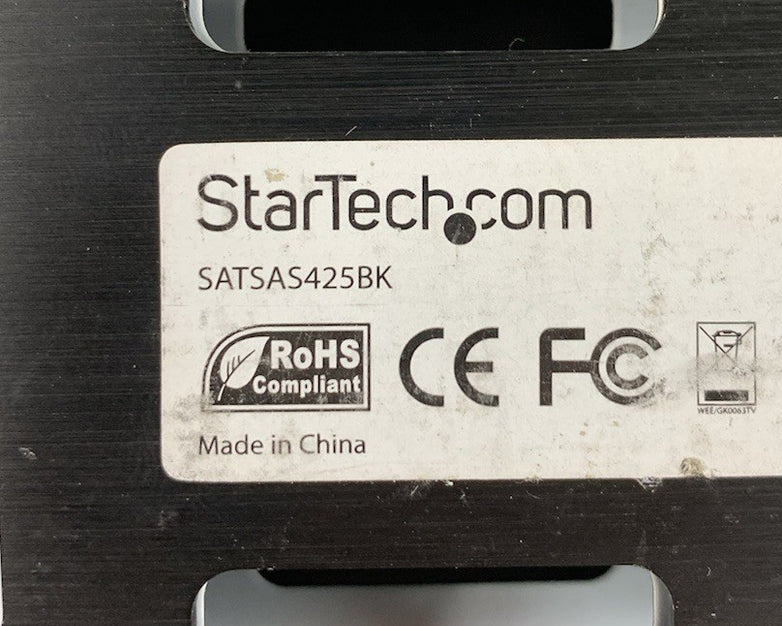 StarTech.com
SATSAS425BK
RoHS
Compliant
CE FC
WEE/GK0063TV
Made in China